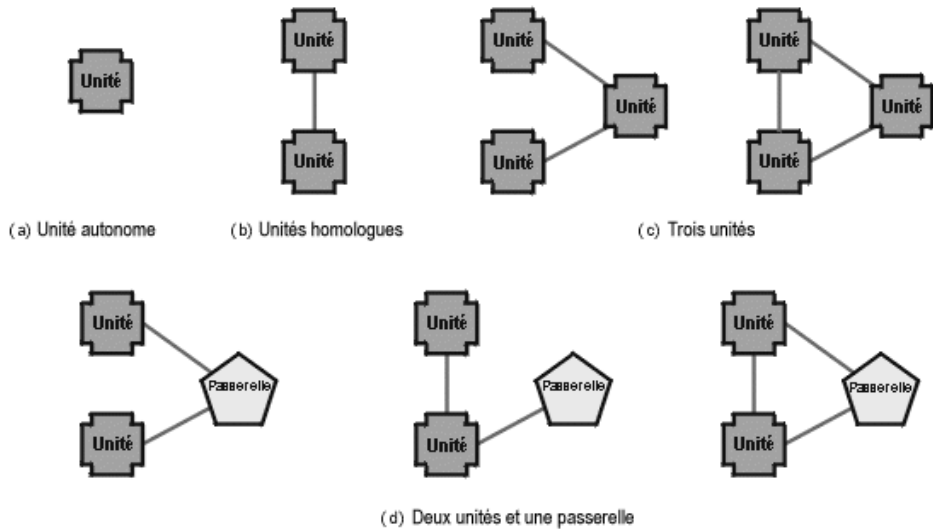 Unité
Unité
Unité
Unité
Unité
Unité
Unité
Unité
Unité
(a) Unité autonome
(b) Unités homologues
(c) Trois unités
Unité
Unité
Passerelle
Unité
Unité
Passerelle
Unité
Unité
Passerelle
(d) Deux unités et une passerelle